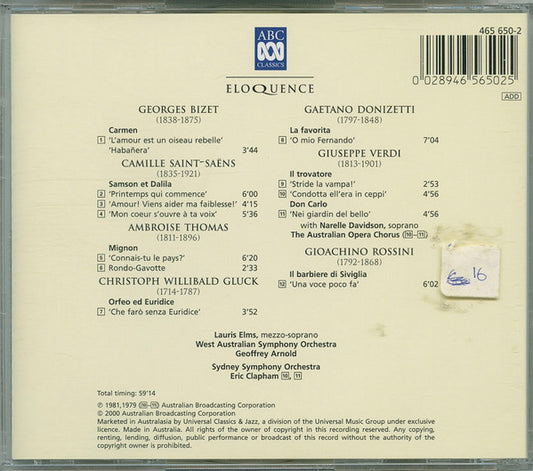 ABC
CLASSICS
465 650-2
0 028946 565025
ADD
ELOQUENCE
GEORGES BIZET
(1838-1875)
Carmen
1 'L'amour est un oiseau rebelle'
'Habañera' 3'44
CAMILLE SAINT-SAËNS
(1835-1921)
Samson et Dalila
2 'Printemps qui commence' 6'00
3 'Amour! Viens aider ma faiblesse!' 4'15
4 'Mon coeur s'ouvre à ta voix' 5'36
AMBROISE THOMAS
(1811-1896)
Mignon
5 'Connais-tu le pays?' 6'20
6 Rondo-Gavotte 2'33
CHRISTOPH WILLIBALD GLUCK
(1714-1787)
Orfeo ed Euridice
7 'Che farò senza Euridice' 3'52
GAETANO DONIZETTI
(1797-1848)
La favorita
8 'O mio Fernando' 7'04
GIUSEPPE VERDI
(1813-1901)
Il trovatore
9 'Stride la vampa!' 2'53
10 'Condotta ell'era in ceppi' 4'56
Don Carlo
11 'Nei giardin del bello' 4'56
with Narelle Davidson, soprano
The Australian Opera Chorus (10-11)
GIOACHINO ROSSINI
(1792-1868)
Il barbiere di Siviglia
12 'Una voce poco fa' 6'02
16
Lauris Elms, mezzo-soprano
West Australian Symphony Orchestra
Geoffrey Arnold
Sydney Symphony Orchestra
Eric Clapham 10, 11
Total timing: 59'14
℗ 1981,1979 (10-11) Australian Broadcasting Corporation
© 2000 Australian Broadcasting Corporation
Marketed in Australasia by Universal Classics & Jazz, a division of the Universal Music Group under exclusive
licence. Made in Australia. All rights of the owner of copyright in this recording reserved. Any copying,
renting, lending, diffusion, public performance or broadcast of this record without the authority of the
copyright owner is prohibited.